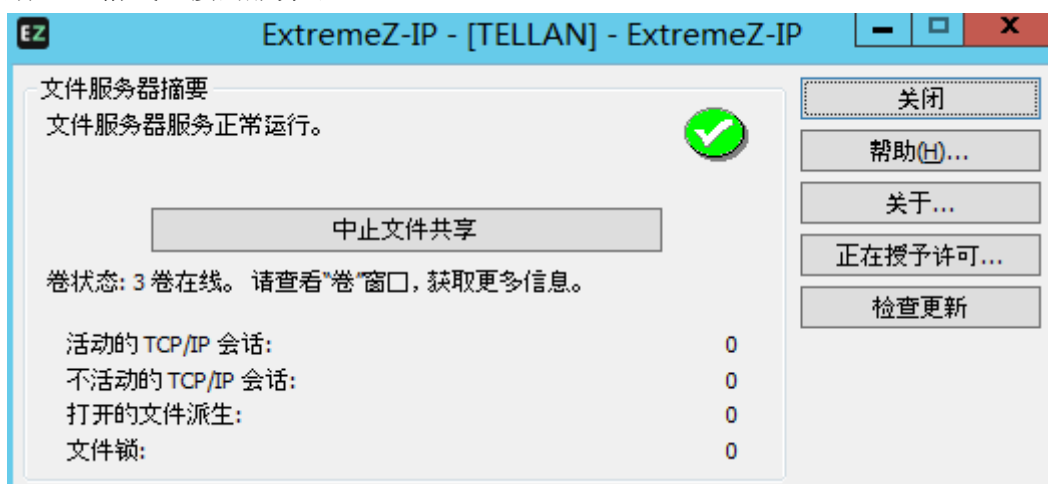 EZ
ExtremeZ-IP - [TELLAN] - ExtremeZ-IP
文件服务器摘要
文件服务器服务正常运行。
中止文件共享
卷状态: 3 卷在线。 请查看"卷"窗口, 获取更多信息。
活动的 TCP/IP 会话: 0
不活动的 TCP/IP 会话: 0
打开的文件派生: 0
文件锁: 0
关闭
帮助(H)...
关于...
正在授予许可...
检查更新